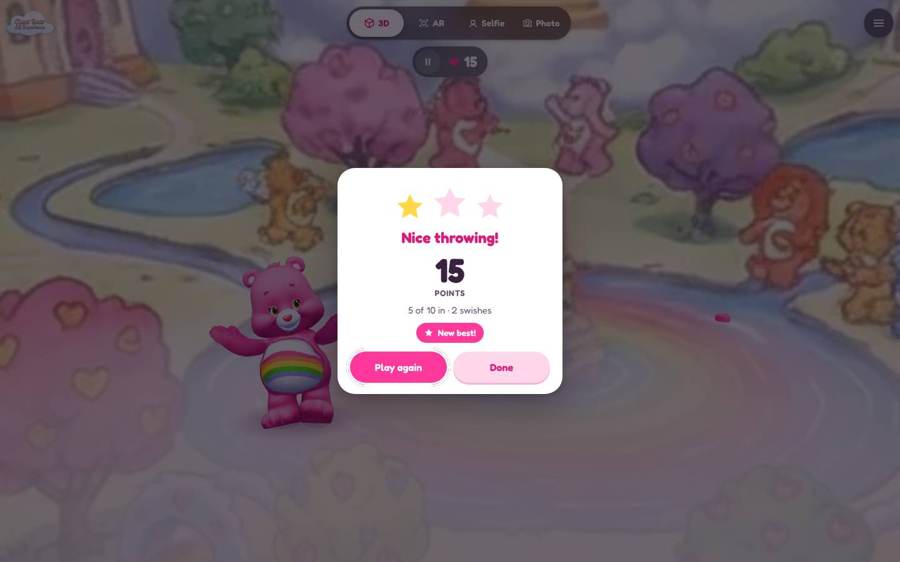 3D
AR
Selfie
Photo
15
Nice throwing!
15
POINTS
5 of 10 in · 2 swishes
New best!
Play again
Done